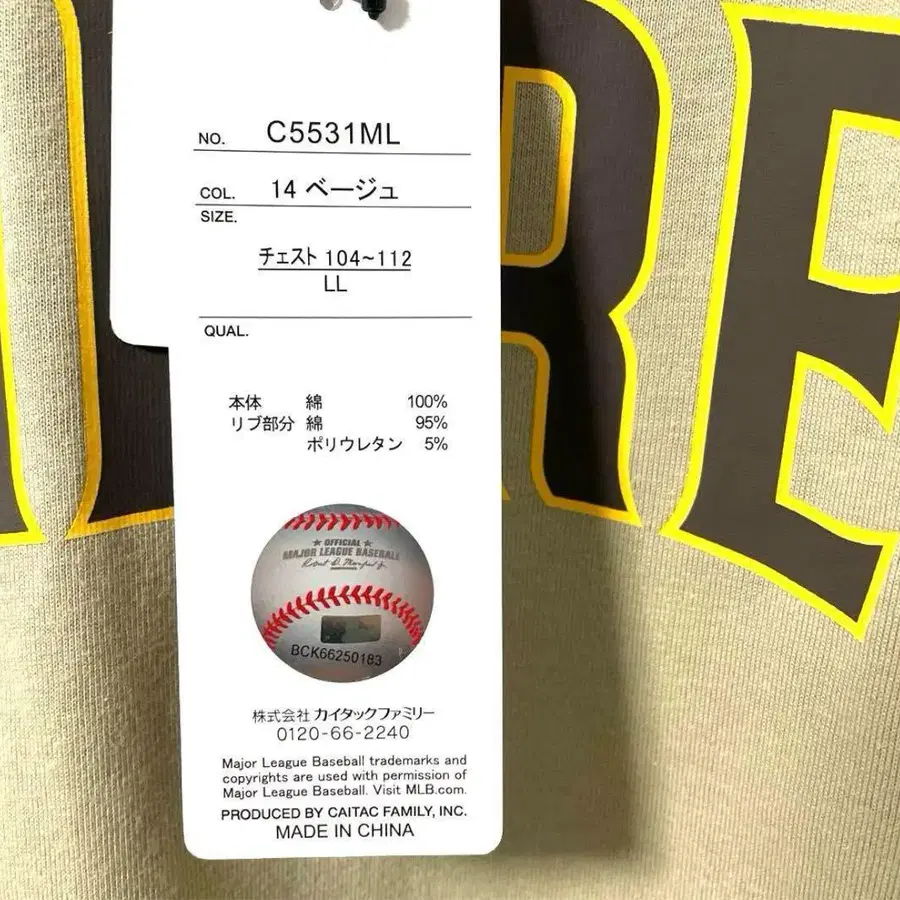 NO. C5531ML
COL. 14 ベージュ
SIZE.
チェスト 104~112
LL
QUAL.
本体 綿 100%
リブ部分 綿 95%
ポリウレタン 5%
★ OFFICIAL ★
MAJOR LEAGUE BASEBALL
BCK66250183
株式会社 カイタックファミリー
0120-66-2240
Major League Baseball trademarks and
copyrights are used with permission of
Major League Baseball. Visit MLB.com.
PRODUCED BY CAITAC FAMILY, INC.
MADE IN CHINA
RE